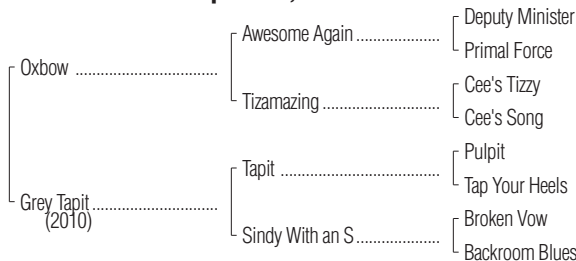 Oxbow
Awesome Again
Deputy Minister
Primal Force
Tizamazing
Cee's Tizzy
Cee's Song
Grey Tapit
(2010)
Tapit
Pulpit
Tap Your Heels
Sindy With an S
Broken Vow
Backroom Blues